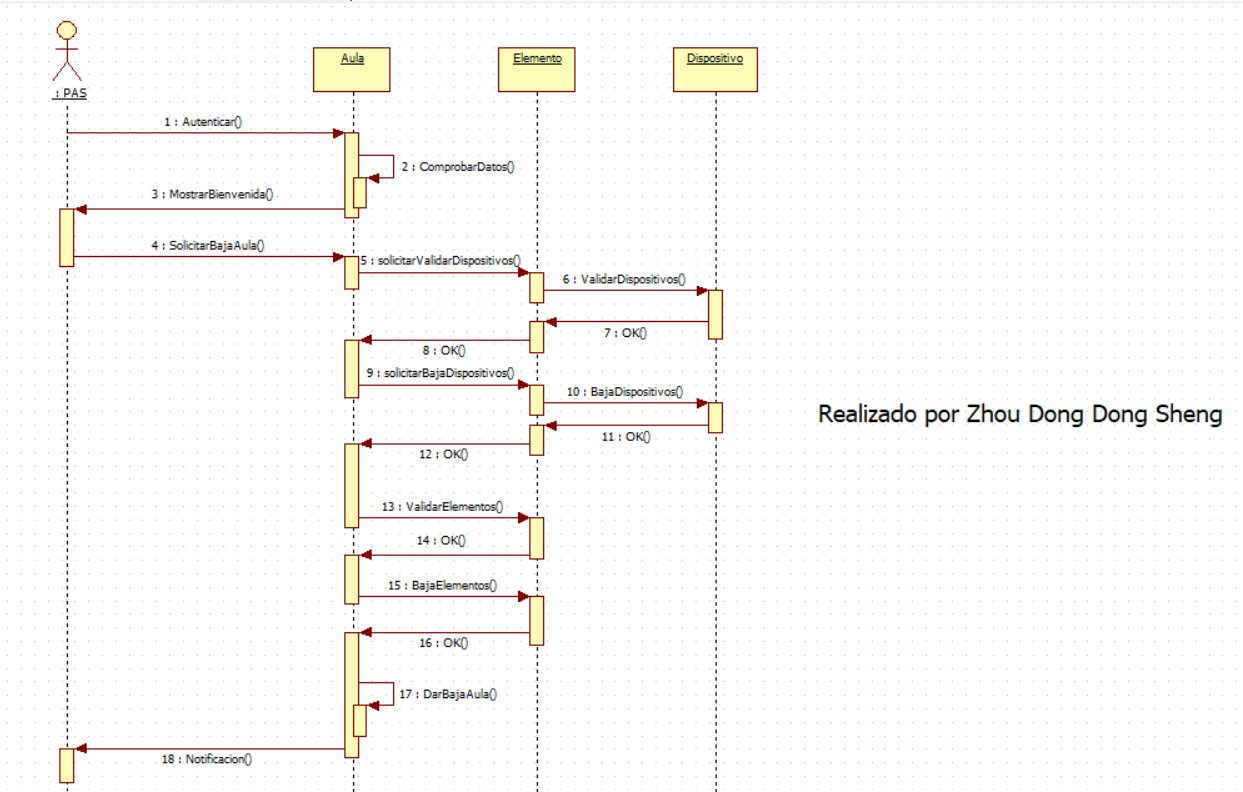 : PAS
Aula
Elemento
Dispositivo
1 : Autenticar()
2 : ComprobarDatos()
3 : MostrarBienvenida()
4 : SolicitarBajaAula()
5 : solicitarValidarDispositivos()
6 : ValidarDispositivos()
7 : OK()
8 : OK()
9 : solicitarBajaDispositivos()
10 : BajaDispositivos()
11 : OK()
12 : OK()
13 : ValidarElementos()
14 : OK()
15 : BajaElementos()
16 : OK()
17 : DarBajaAula()
18 : Notificacion()
Realizado por Zhou Dong Dong Sheng